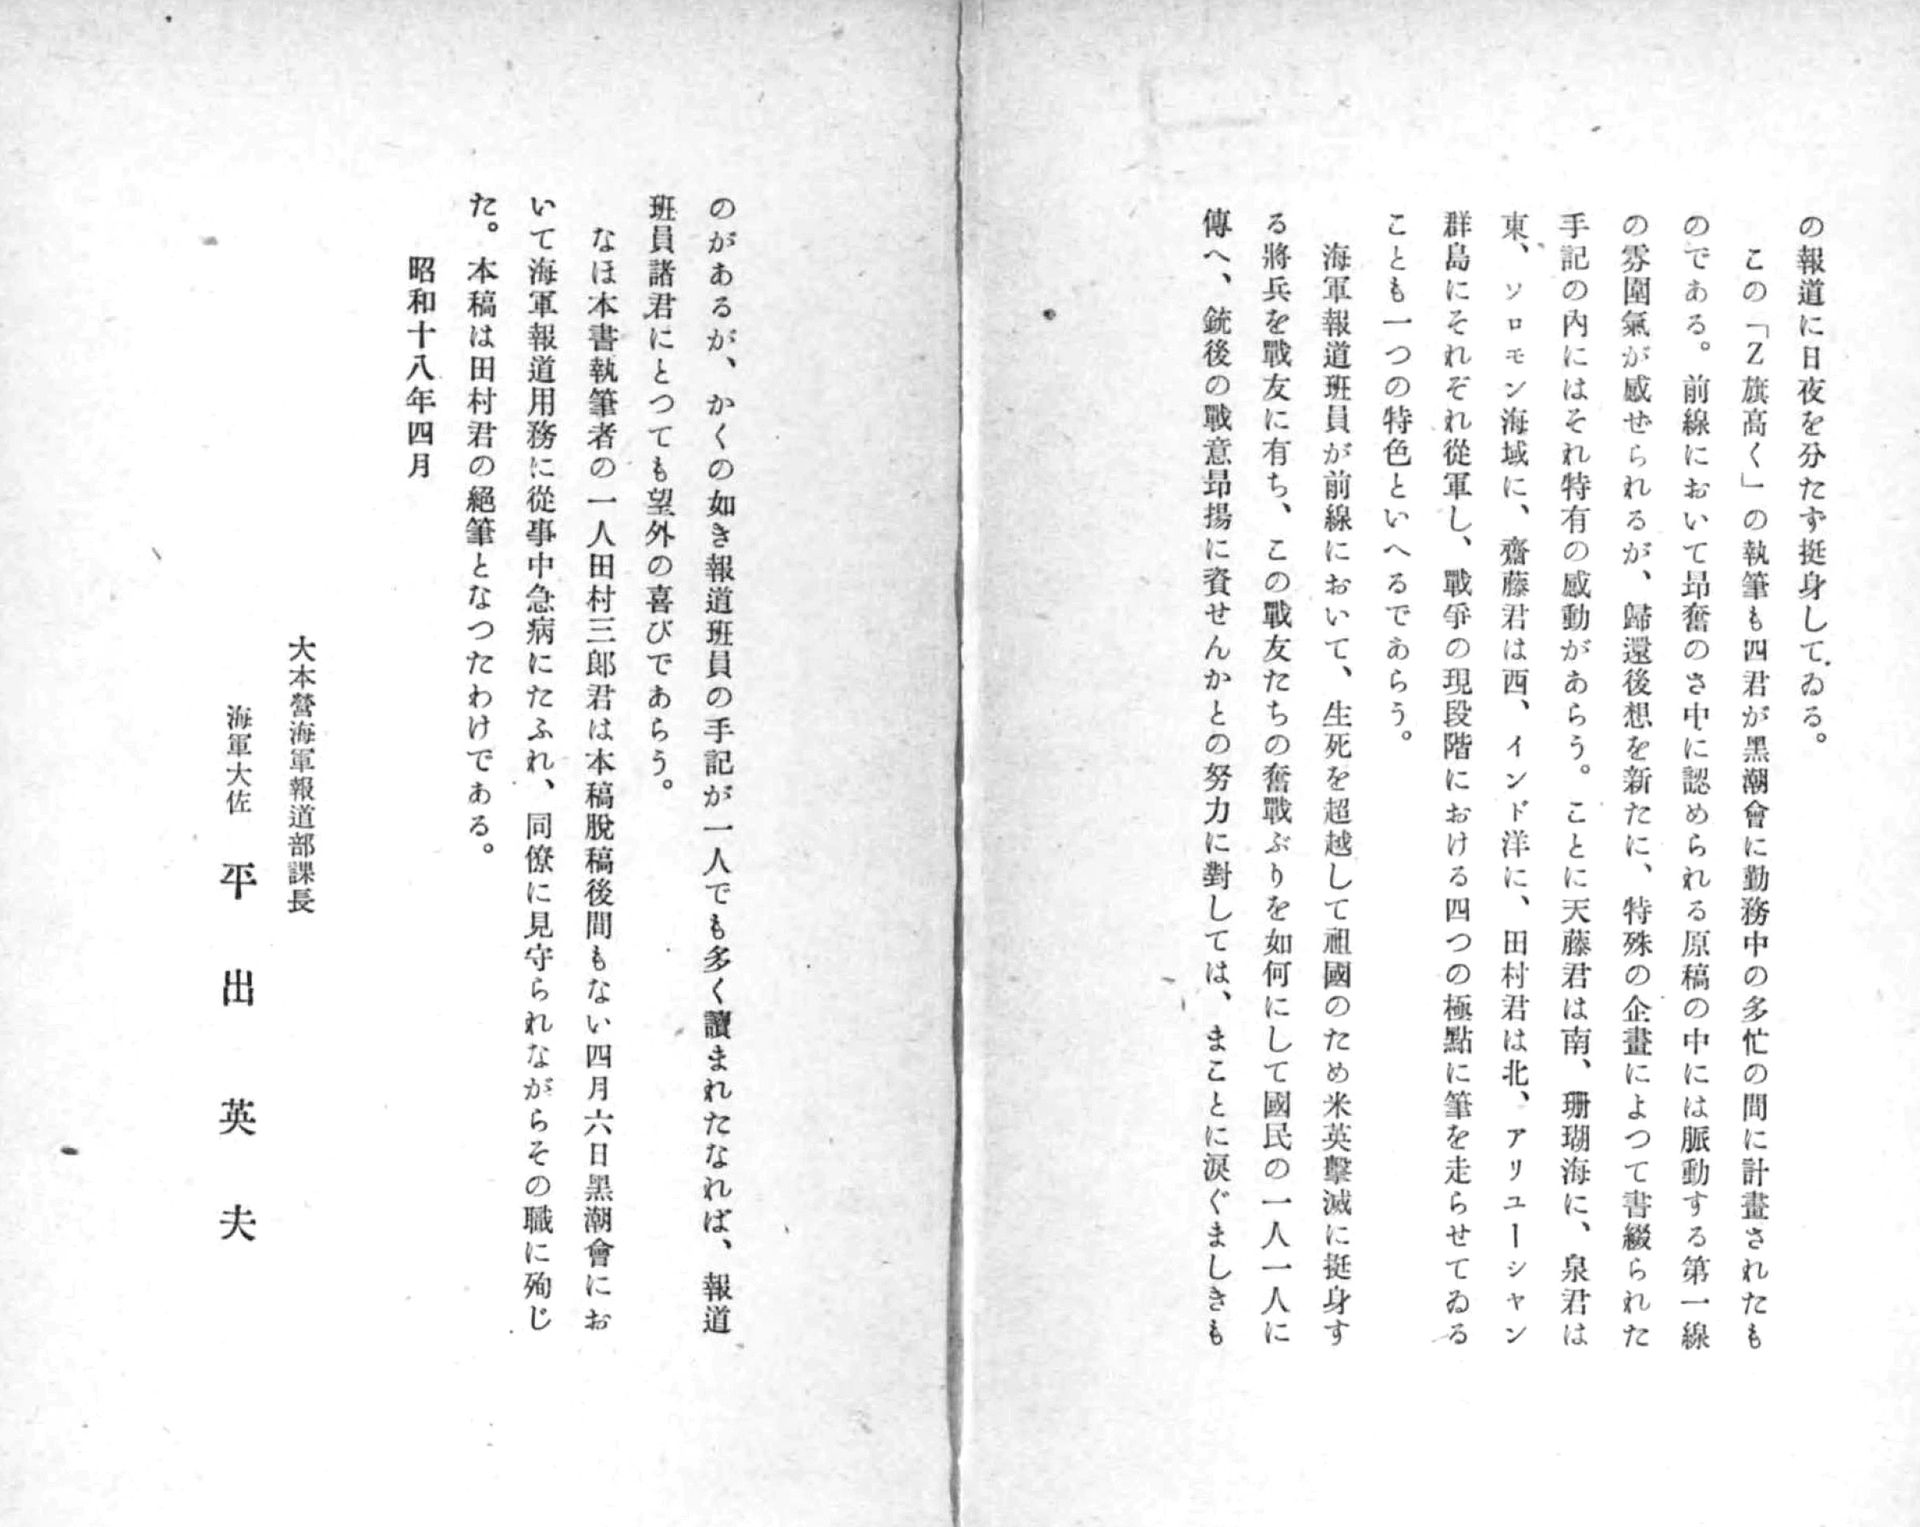 の報道に日夜を分たず挺身してゐる。
この「Z旗高く」の執筆も四君が黑潮會に勤務中の多忙の間に計畫されたも
のである。前線において昂奮のさ中に認められる原稿の中には脈動する第一線
の雰圍氣が感ぜられるが、歸還後想を新たに、特殊の企畫によつて書綴られた
手記の內にはそれ特有の感動があらう。ことに天藤君は南、珊瑚海に、泉君は
東、ソロモン海域に、齋藤君は西、インド洋に、田村君は北、アリユーシャン
群島にそれぞれ從軍し、戰爭の現段階における四つの極點に筆を走らせてゐる
ことも一つの特色といへるであらう。
海軍報道班員が前線において、生死を超越して祖國のため米英擊滅に挺身す
る將兵を戰友に有ち、この戰友たちの奮戰ぶりを如何にして國民の一人一人に
傳へ、銃後の戰意昂揚に資せんかとの努力に對しては、まことに淚ぐましきも
のがあるが、かくの如き報道班員の手記が一人でも多く讀まれたなれば、報道
班員諸君にとつても望外の喜びであらう。
なほ本書執筆者の一人田村三郎君は本稿脫稿後間もない四月六日黑潮會にお
いて海軍報道用務に從事中急病にたふれ、同僚に見守られながらその職に殉じ
た。本稿は田村君の絕筆となつたわけである。
昭和十八年四月
大本營海軍報道部課長
海軍大佐 平出英夫